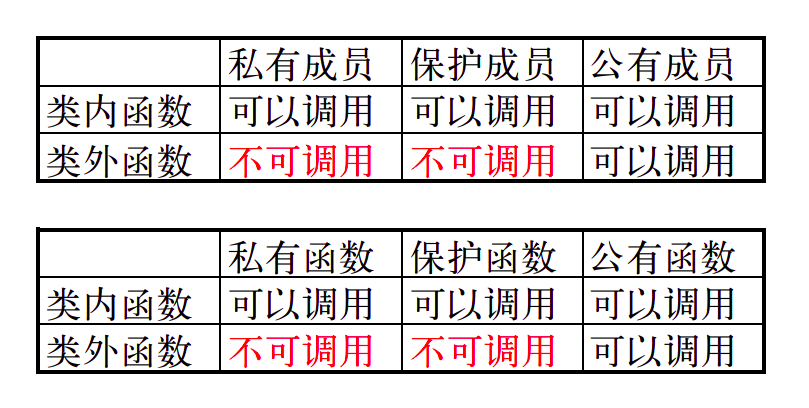 私有成员 保护成员 公有成员
类内函数 可以调用 可以调用 可以调用
类外函数 不可调用 不可调用 可以调用
私有函数 保护函数 公有函数
类内函数 可以调用 可以调用 可以调用
类外函数 不可调用 不可调用 可以调用